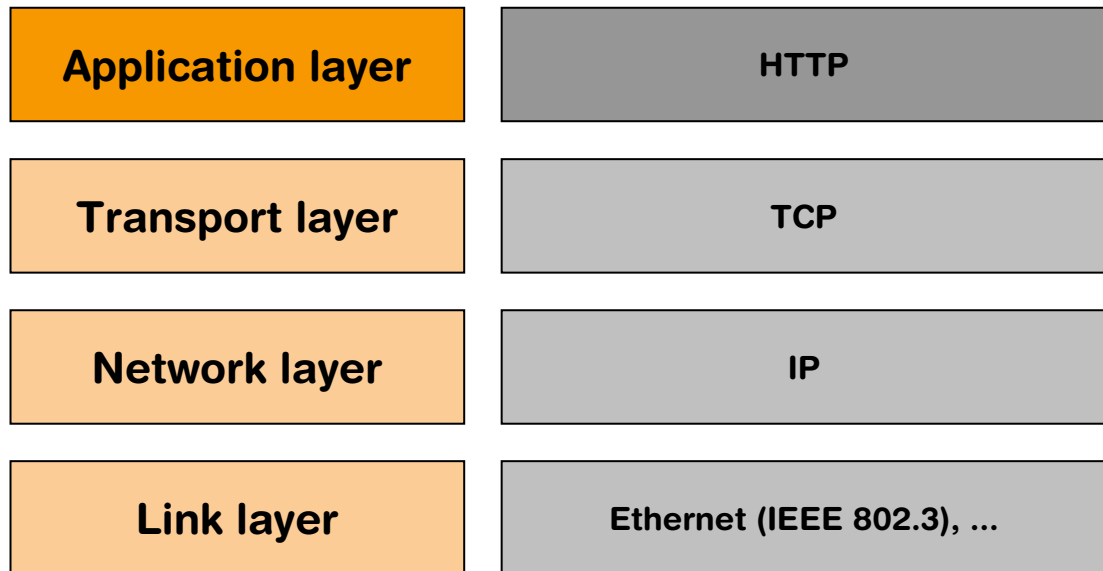 Application layer
HTTP
Transport layer
TCP
Network layer
IP
Link layer
Ethernet (IEEE 802.3), ...